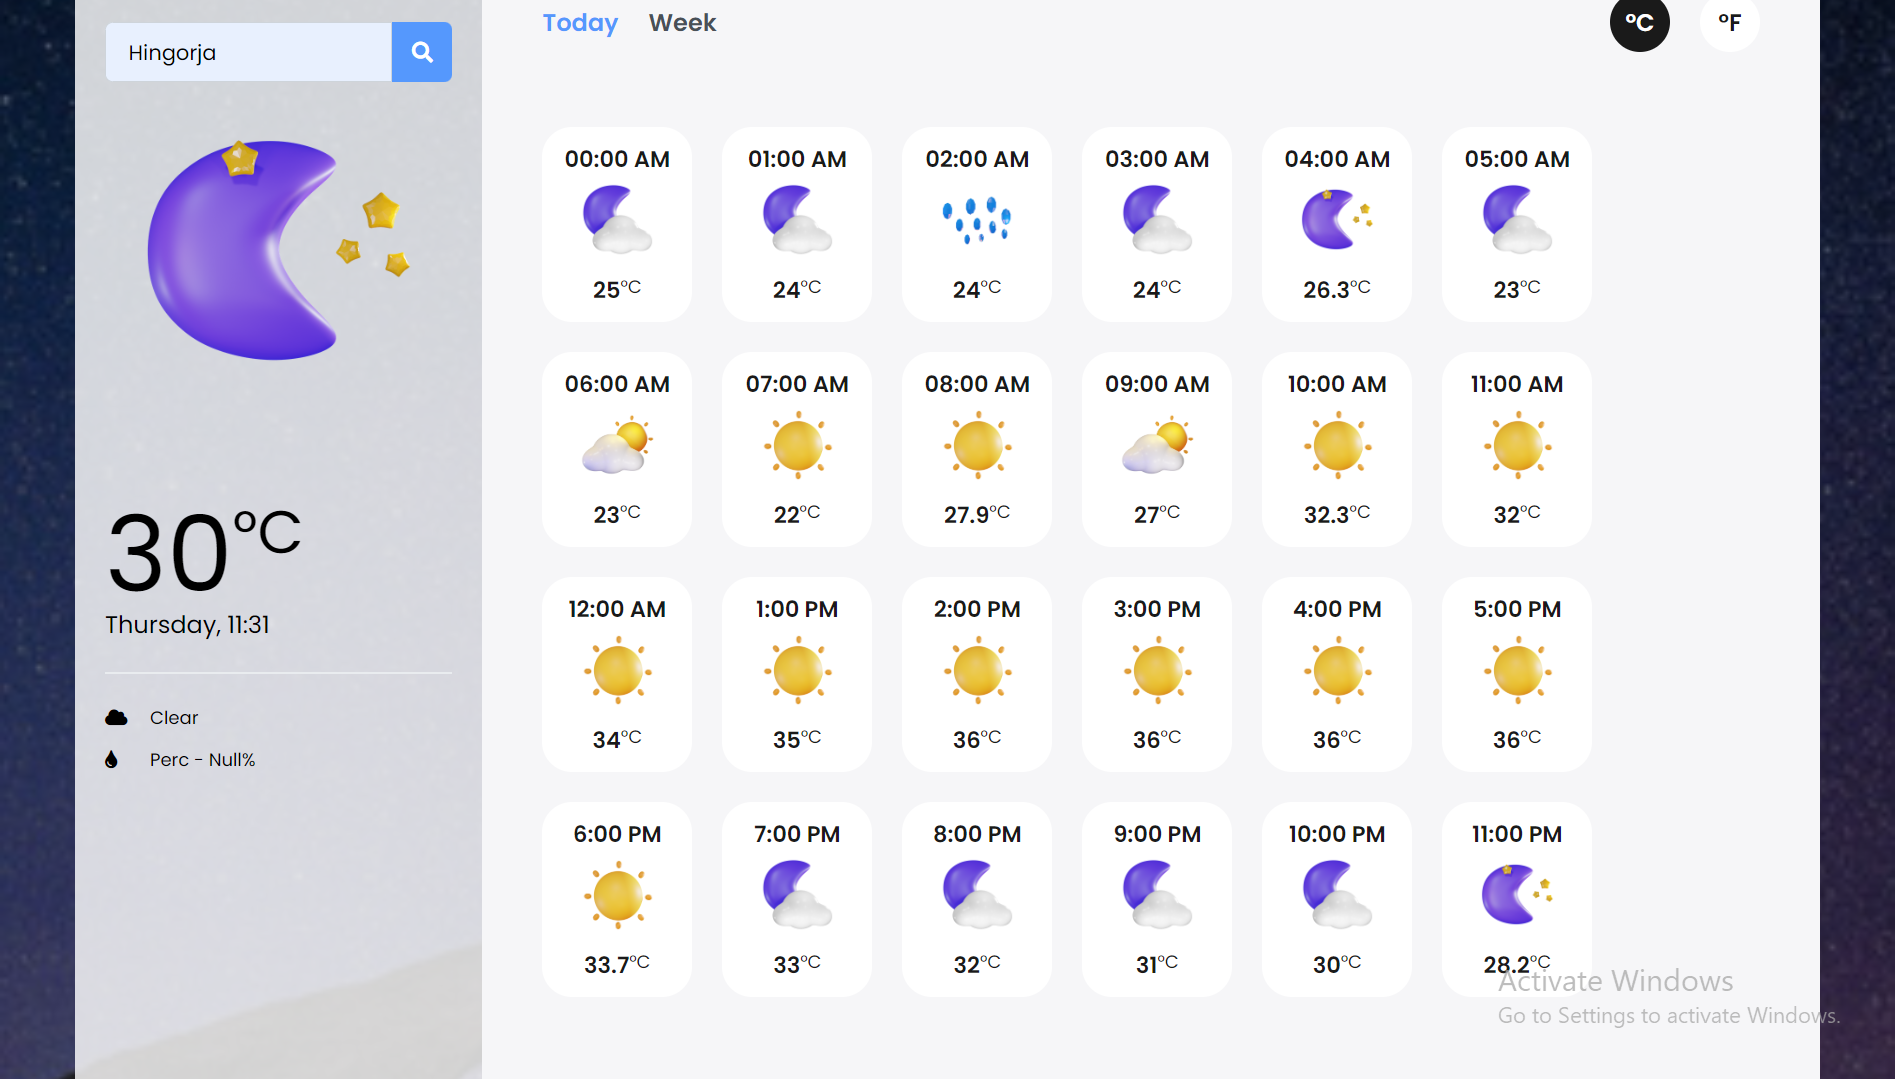 Hingorja
30°C
Thursday, 11:31
Clear
Perc - Null%
Today Week °C °F
00:00 AM 01:00 AM 02:00 AM 03:00 AM 04:00 AM 05:00 AM
25°C 24°C 24°C 24°C 26.3°C 23°C
06:00 AM 07:00 AM 08:00 AM 09:00 AM 10:00 AM 11:00 AM
23°C 22°C 27.9°C 27°C 32.3°C 32°C
12:00 AM 1:00 PM 2:00 PM 3:00 PM 4:00 PM 5:00 PM
34°C 35°C 36°C 36°C 36°C 36°C
6:00 PM 7:00 PM 8:00 PM 9:00 PM 10:00 PM 11:00 PM
33.7°C 33°C 32°C 31°C 30°C 28.2°C
Activate Windows
Go to Settings to activate Windows.